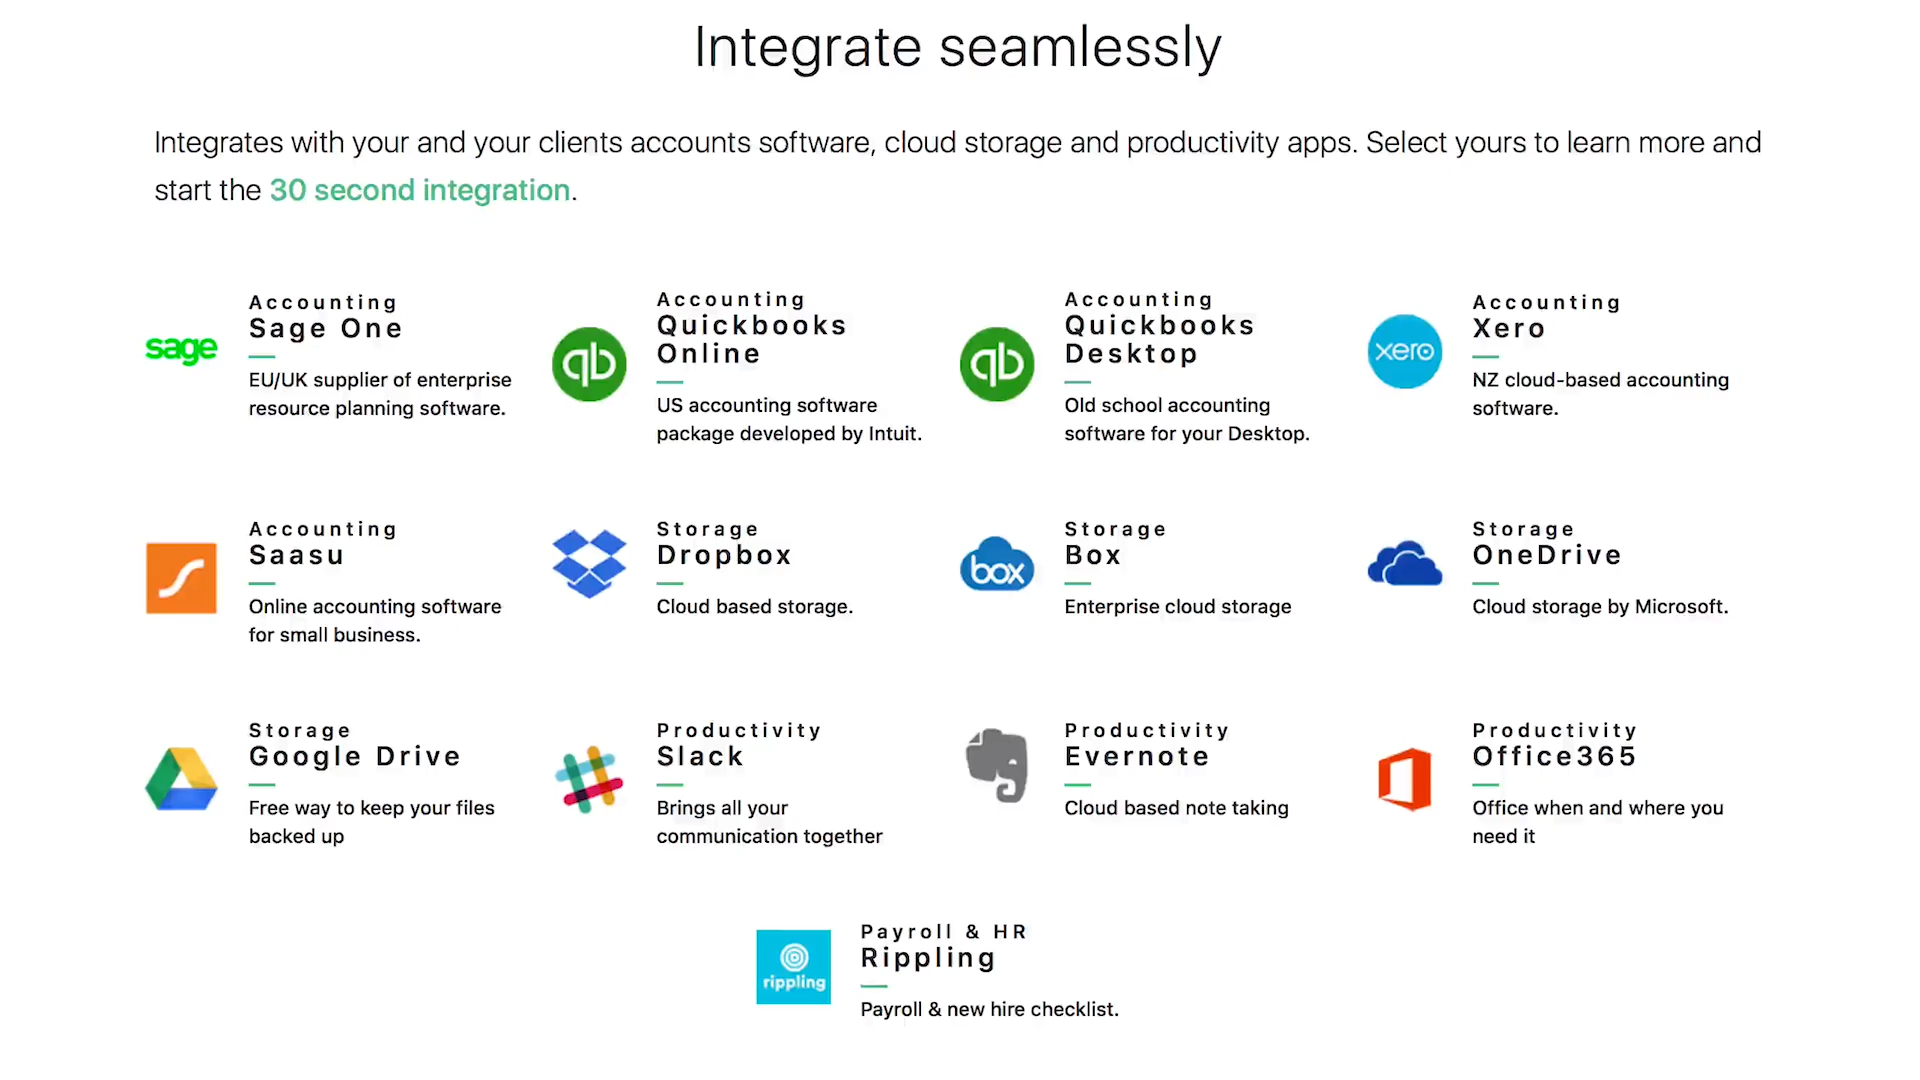 Integrate seamlessly
Integrates with your and your clients accounts software, cloud storage and productivity apps. Select yours to learn more and
start the 30 second integration.
sage
Accounting
Sage One
EU/UK supplier of enterprise
resource planning software.
qb
Accounting
Quickbooks
Online
US accounting software
package developed by Intuit.
qb
Accounting
Quickbooks
Desktop
Old school accounting
software for your Desktop.
xero
Accounting
Xero
NZ cloud-based accounting
software.
Accounting
Saasu
Online accounting software
for small business.
Storage
Dropbox
Cloud based storage.
box
Storage
Box
Enterprise cloud storage
Storage
OneDrive
Cloud storage by Microsoft.
Storage
Google Drive
Free way to keep your files
backed up
Productivity
Slack
Brings all your
communication together
Productivity
Evernote
Cloud based note taking
Productivity
Office365
Office when and where you
need it
rippling
Payroll & HR
Rippling
Payroll & new hire checklist.